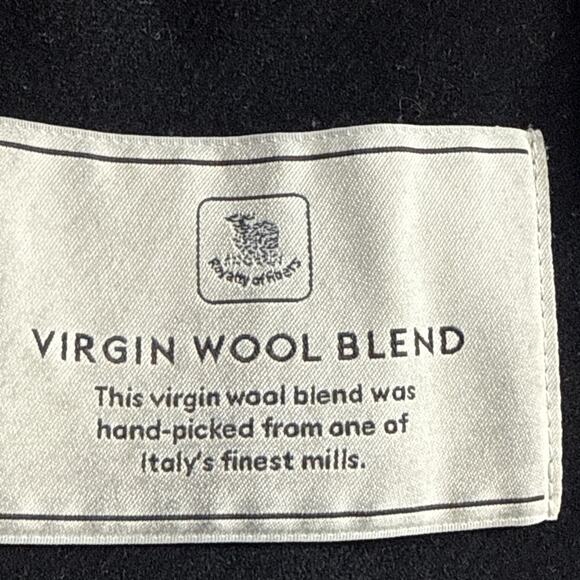 Royalty of Fibers
VIRGIN WOOL BLEND
This virgin wool blend was
hand-picked from one of
Italy's finest mills.